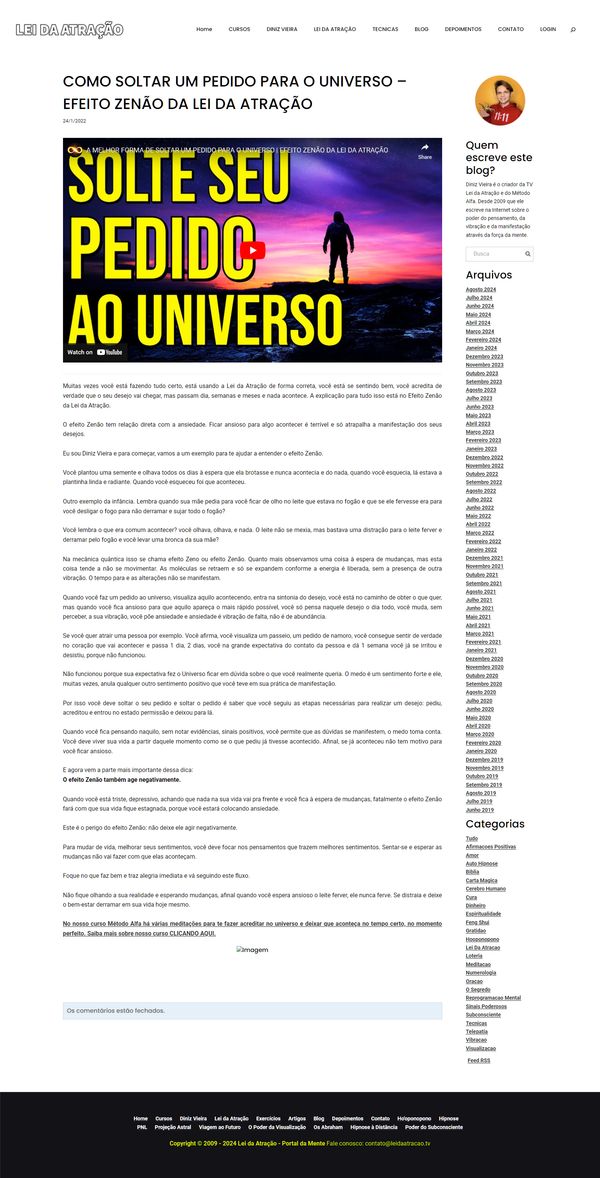 LEI DA ATRAÇÃO
Home CURSOS DINIZ VIEIRA LEI DA ATRAÇÃO TECNICAS BLOG DEPOIMENTOS CONTATO LOGIN
COMO SOLTAR UM PEDIDO PARA O UNIVERSO –
EFEITO ZENÃO DA LEI DA ATRAÇÃO
24/1/2022
A MELHOR FORMA DE SOLTAR UM PEDIDO PARA O UNIVERSO | EFEITO ZENÃO DA LEI DA ATRAÇÃO
Share
SOLTE SEU
PEDIDO
AO UNIVERSO
Watch on YouTube
Muitas vezes você está fazendo tudo certo, está usando a Lei da Atração de forma correta, você está se sentindo bem, você acredita de
verdade que o seu desejo vai chegar, mas passam dia, semanas e meses e nada acontece. A explicação para tudo isso está no Efeito Zenão
da Lei da Atração.
O efeito Zenão tem relação direta com a ansiedade. Ficar ansioso para algo acontecer é terrível e só atrapalha a manifestação dos seus
desejos.
Eu sou Diniz Vieira e para começar, vamos a um exemplo para te ajudar a entender o efeito Zenão.
Você plantou uma semente e olhava todos os dias à espera que ela brotasse e nunca acontecia e do nada, quando você esquecia, lá estava a
plantinha linda e radiante. Quando você esqueceu foi que aconteceu.
Outro exemplo da infância. Lembra quando sua mãe pedia para você ficar de olho no leite que estava no fogão e que se ele fervesse era para
você desligar o fogo para não derramar e sujar todo o fogão?
Você lembra o que era comum acontecer? você olhava, olhava, e nada. O leite não se mexia, mas bastava uma distração para o leite ferver e
derramar pelo fogão e você levar uma bronca da sua mãe?
Na mecânica quântica isso se chama efeito Zeno ou efeito Zenão. Quanto mais observamos uma coisa à espera de mudanças, mas esta
coisa tende a não se movimentar. As moléculas se retraem e só se expandem conforme a energia é liberada, sem a presença de outra
vibração. O tempo para e as alterações não se manifestam.
Quando você faz um pedido ao universo, visualiza aquilo acontecendo, entra na sintonia do desejo, você está no caminho de obter o que quer,
mas quando você fica ansioso para que aquilo apareça o mais rápido possível, você só pensa naquele desejo o dia todo, você muda, sem
perceber, a sua vibração, você põe ansiedade e ansiedade é vibração de falta, não é de abundância.
Se você quer atrair uma pessoa por exemplo. Você afirma, você visualiza um passeio, um pedido de namoro, você consegue sentir de verdade
no coração que vai acontecer e passa 1 dia, 2 dias, você na grande expectativa do contato da pessoa e dá 1 semana você já se irritou e
desistiu, porque não funcionou.
Não funcionou porque sua expectativa fez o Universo ficar em dúvida sobre o que você realmente queria. O medo é um sentimento forte e ele,
muitas vezes, anula qualquer outro sentimento positivo que você teve em sua prática de manifestação.
Por isso você deve soltar o seu pedido e soltar o pedido é saber que você seguiu as etapas necessárias para realizar um desejo: pediu,
acreditou e entrou no estado permissão e deixou para lá.
Quando você fica pensando naquilo, sem notar evidências, sinais positivos, você permite que as dúvidas se manifestem, o medo toma conta.
Você deve viver sua vida a partir daquele momento como se o que pediu já tivesse acontecido. Afinal, se já aconteceu não tem motivo para
você ficar ansioso.
E agora vem a parte mais importante dessa dica:
O efeito Zenão também age negativamente.
Quando você está triste, depressivo, achando que nada na sua vida vai pra frente e você fica à espera de mudanças, fatalmente o efeito Zenão
fará com que sua vida fique estagnada, porque você estará colocando ansiedade.
Este é o perigo do efeito Zenão: não deixe ele agir negativamente.
Para mudar de vida, melhorar seus sentimentos, você deve focar nos pensamentos que trazem melhores sentimentos. Sentar-se e esperar as
mudanças não vai fazer com que elas aconteçam.
Foque no que faz bem e traz alegria imediata e vá seguindo este fluxo.
Não fique olhando a sua realidade e esperando mudanças, afinal quando você espera ansioso o leite ferver, ele nunca ferve. Se distraia e deixe
o bem-estar derramar em sua vida hoje mesmo.
No nosso curso Método Alfa há várias meditações para te fazer acreditar no universo e deixar que aconteça no tempo certo, no momento
perfeito. Saiba mais sobre nosso curso CLICANDO AQUI.
Imagem
Os comentários estão fechados.
11:11
Quem
escreve este
blog?
Diniz Vieira é o criador da TV
Lei da Atração e do Método
Alfa. Desde 2009 que ele
escreve na Internet sobre o
poder do pensamento, da
vibração e da manifestação
através da força da mente.
Busca
Arquivos
Agosto 2024
Julho 2024
Junho 2024
Maio 2024
Abril 2024
Março 2024
Fevereiro 2024
Janeiro 2024
Dezembro 2023
Novembro 2023
Outubro 2023
Setembro 2023
Agosto 2023
Julho 2023
Junho 2023
Maio 2023
Abril 2023
Março 2023
Fevereiro 2023
Janeiro 2023
Dezembro 2022
Novembro 2022
Outubro 2022
Setembro 2022
Agosto 2022
Julho 2022
Junho 2022
Maio 2022
Abril 2022
Março 2022
Fevereiro 2022
Janeiro 2022
Dezembro 2021
Novembro 2021
Outubro 2021
Setembro 2021
Agosto 2021
Julho 2021
Junho 2021
Maio 2021
Abril 2021
Março 2021
Fevereiro 2021
Janeiro 2021
Dezembro 2020
Novembro 2020
Outubro 2020
Setembro 2020
Agosto 2020
Julho 2020
Junho 2020
Maio 2020
Abril 2020
Março 2020
Fevereiro 2020
Janeiro 2020
Dezembro 2019
Novembro 2019
Outubro 2019
Setembro 2019
Agosto 2019
Julho 2019
Junho 2019
Categorias
Tudo
Afirmacoes Positivas
Amor
Auto Hipnose
Biblia
Carta Magica
Cerebro Humano
Cura
Dinheiro
Espiritualidade
Feng Shui
Gratidao
Hooponopono
Lei Da Atracao
Loteria
Meditacao
Numerologia
Oracao
O Segredo
Reprogramacao Mental
Sinais Poderosos
Subconsciente
Tecnicas
Telepatia
Vibracao
Visualizacao
Feed RSS
Home Cursos Diniz Vieira Lei da Atração Exercícios Artigos Blog Depoimentos Contato Ho'oponopono Hipnose
PNL Projeção Astral Viagem ao Futuro O Poder da Visualização Os Abraham Hipnose à Distância Poder do Subconsciente
Copyright © 2009 - 2024 Lei da Atração - Portal da Mente Fale conosco: contato@leidaatracao.tv